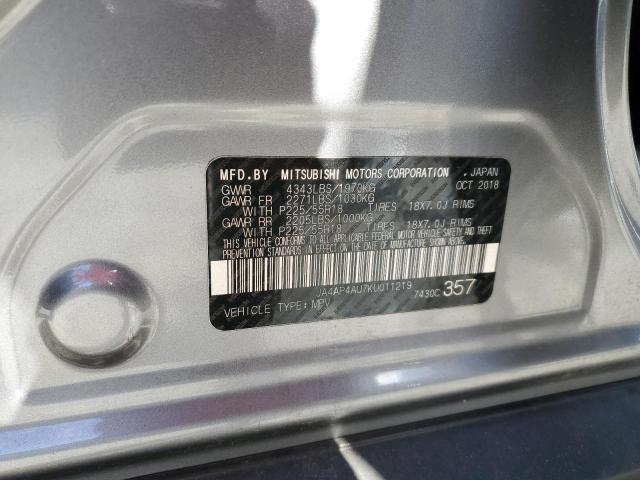 MFD.BY MITSUBISHI MOTORS CORPORATION , JAPAN
GVWR 4343LBS/1970KG OCT 2018
GAWR FR 2271LBS/1030KG
WITH P225/55R18 TIRES 18X7.0J RIMS
GAWR RR 2205LBS/1000KG
WITH P225/55R18 TIRES 18X7.0J RIMS
THIS VEHICLE CONFORMS TO ALL APPLICABLE FEDERAL MOTOR VEHICLE SAFETY AND THEFT
PREVENTION STANDARDS IN EFFECT ON THE DATE OF MANUFACTURE SHOWN ABOVE.
JA4AP4AU7KU011219
7430C 357
VEHICLE TYPE: MPV